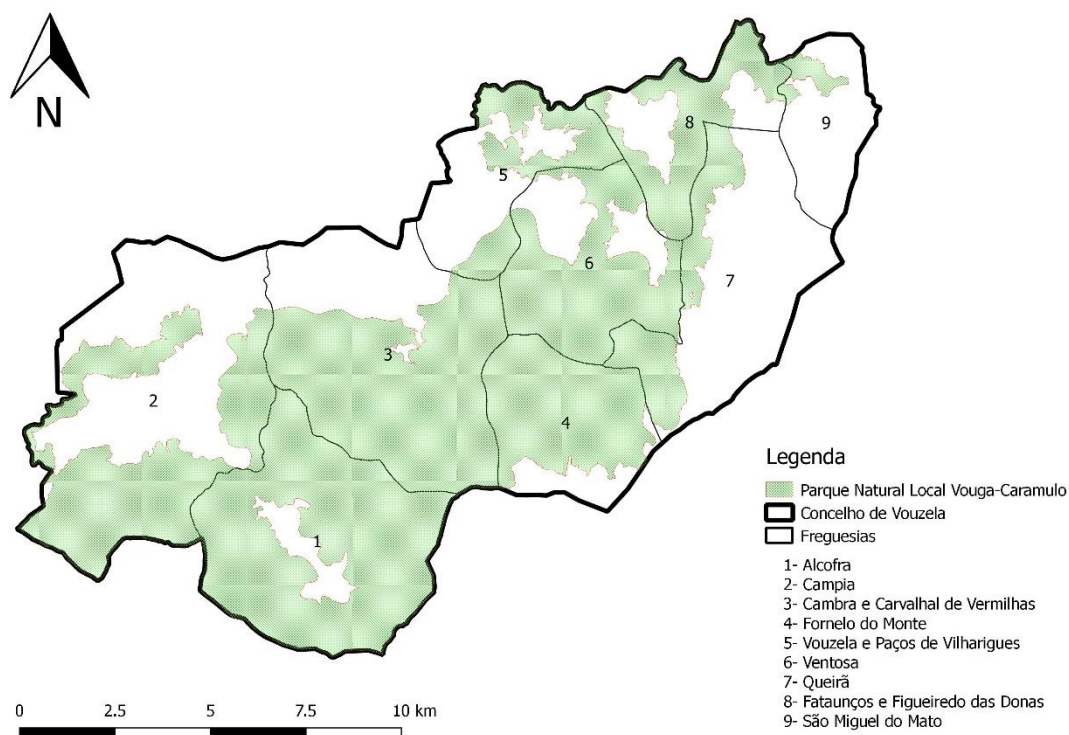 N
8
9
5
6
7
3
2
4
1
Legenda
Parque Natural Local Vouga-Caramulo
Concelho de Vouzela
Freguesias
1- Alcofra
2- Campia
3- Cambra e Carvalhal de Vermilhas
4- Fornelo do Monte
5- Vouzela e Paços de Vilharigues
6- Ventosa
7- Queirã
8- Fataunços e Figueiredo das Donas
9- São Miguel do Mato
0 2.5 5 7.5 10 km